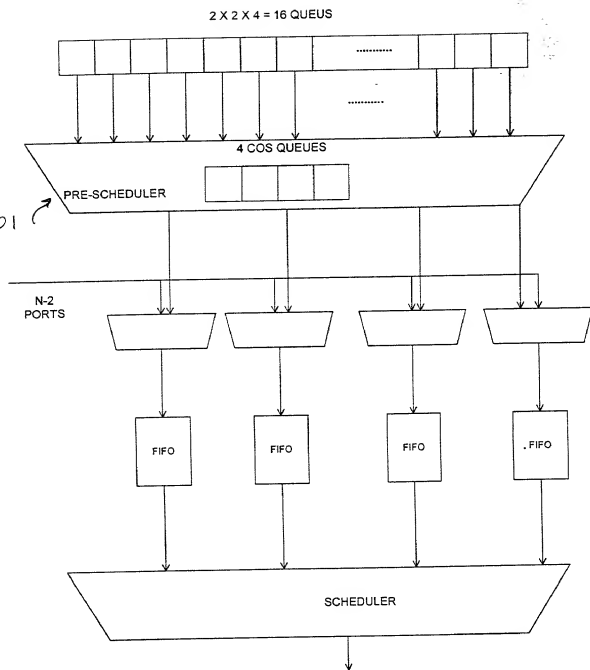 2 X 2 X 4 = 16 QUEUS
4 COS QUEUES
PRE-SCHEDULER
N-2
PORTS
FIFO
FIFO
FIFO
FIFO
SCHEDULER